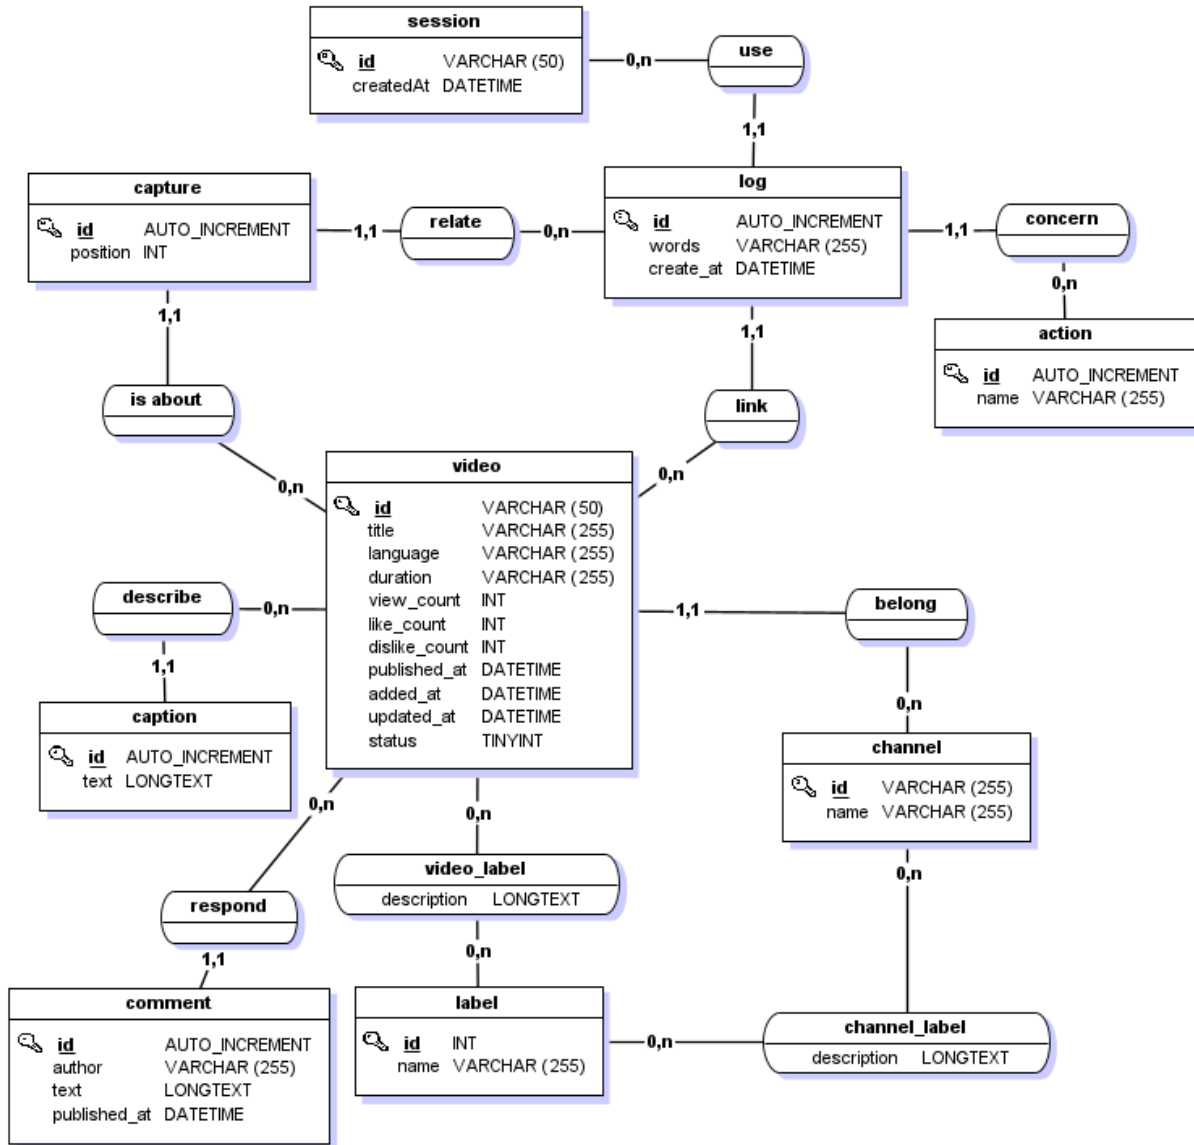 session
id VARCHAR (50)
createdAt DATETIME
0,n
use
1,1
capture
id AUTO_INCREMENT
position INT
1,1
relate
0,n
log
id AUTO_INCREMENT
words VARCHAR (255)
create_at DATETIME
1,1
concern
0,n
action
id AUTO_INCREMENT
name VARCHAR (255)
1,1
is about
0,n
1,1
link
0,n
video
id VARCHAR (50)
title VARCHAR (255)
language VARCHAR (255)
duration VARCHAR (255)
view_count INT
like_count INT
dislike_count INT
published_at DATETIME
added_at DATETIME
updated_at DATETIME
status TINYINT
describe
0,n
1,1
caption
id AUTO_INCREMENT
text LONGTEXT
1,1
belong
0,n
channel
id VARCHAR (255)
name VARCHAR (255)
0,n
0,n
respond
1,1
comment
id AUTO_INCREMENT
author VARCHAR (255)
text LONGTEXT
published_at DATETIME
0,n
video_label
description LONGTEXT
0,n
label
id INT
name VARCHAR (255)
0,n
channel_label
description LONGTEXT